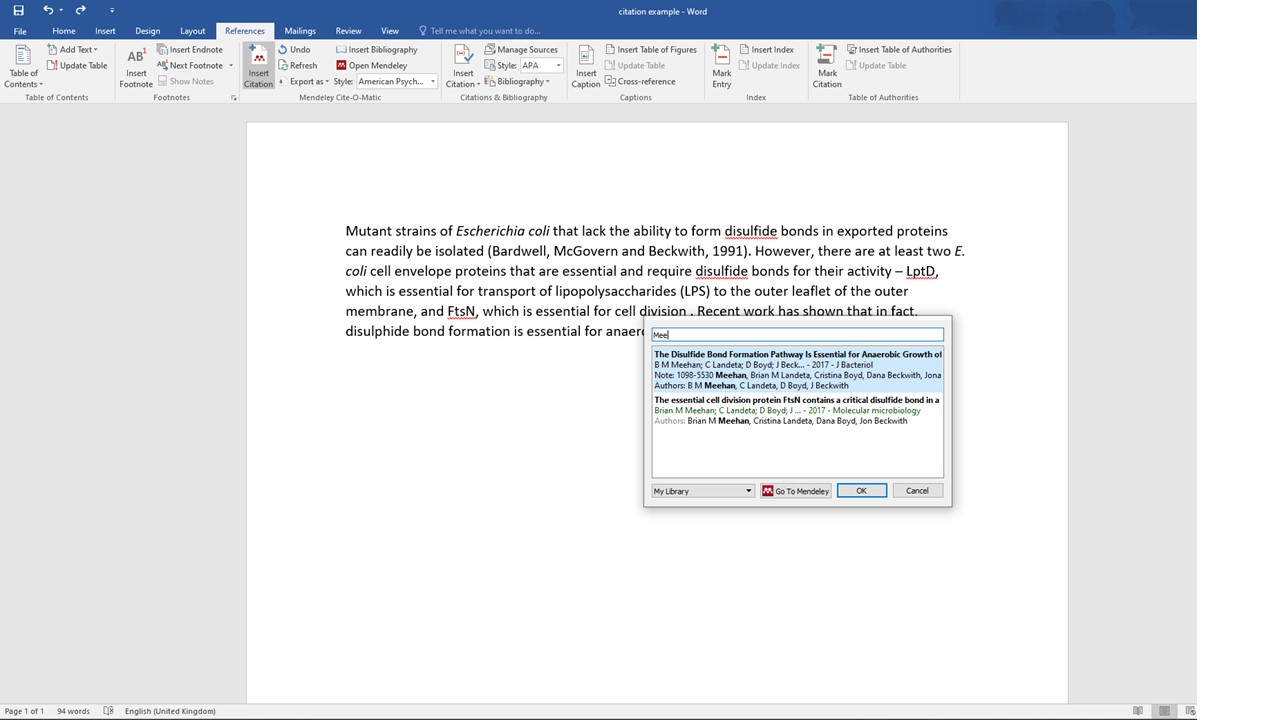 citation example - Word
File Home Insert Design Layout References Mailings Review View Tell me what you want to do...
Table of Contents
Add Text
Update Table
Table of Contents
AB1
Insert Footnote
Insert Endnote
Next Footnote
Show Notes
Footnotes
Insert Citation
Undo
Refresh
Export as
Insert Bibliography
Open Mendeley
Style: American Psych...
Mendeley Cite-O-Matic
Insert Citation
Manage Sources
Style: APA
Bibliography
Citations & Bibliography
Insert Caption
Insert Table of Figures
Update Table
Cross-reference
Captions
Mark Entry
Insert Index
Update Index
Index
Mark Citation
Insert Table of Authorities
Update Table
Table of Authorities
Mutant strains of Escherichia coli that lack the ability to form disulfide bonds in exported proteins
can readily be isolated (Bardwell, McGovern and Beckwith, 1991). However, there are at least two E.
coli cell envelope proteins that are essential and require disulfide bonds for their activity – LptD,
which is essential for transport of lipopolysaccharides (LPS) to the outer leaflet of the outer
membrane, and FtsN, which is essential for cell division . Recent work has shown that in fact,
disulphide bond formation is essential for anaero
Mee
The Disulfide Bond Formation Pathway Is Essential for Anaerobic Growth of
B M Meehan; C Landeta; D Boyd; J Beck... - 2017 - J Bacteriol
Note: 1098-5530 Meehan, Brian M Landeta, Cristina Boyd, Dana Beckwith, Jona
Authors: B M Meehan, C Landeta, D Boyd, J Beckwith
The essential cell division protein FtsN contains a critical disulfide bond in a
Brian M Meehan; C Landeta; D Boyd; J ... - 2017 - Molecular microbiology
Authors: Brian M Meehan, Cristina Landeta, Dana Boyd, Jon Beckwith
My Library Go To Mendeley OK Cancel
Page 1 of 1 94 words English (United Kingdom)